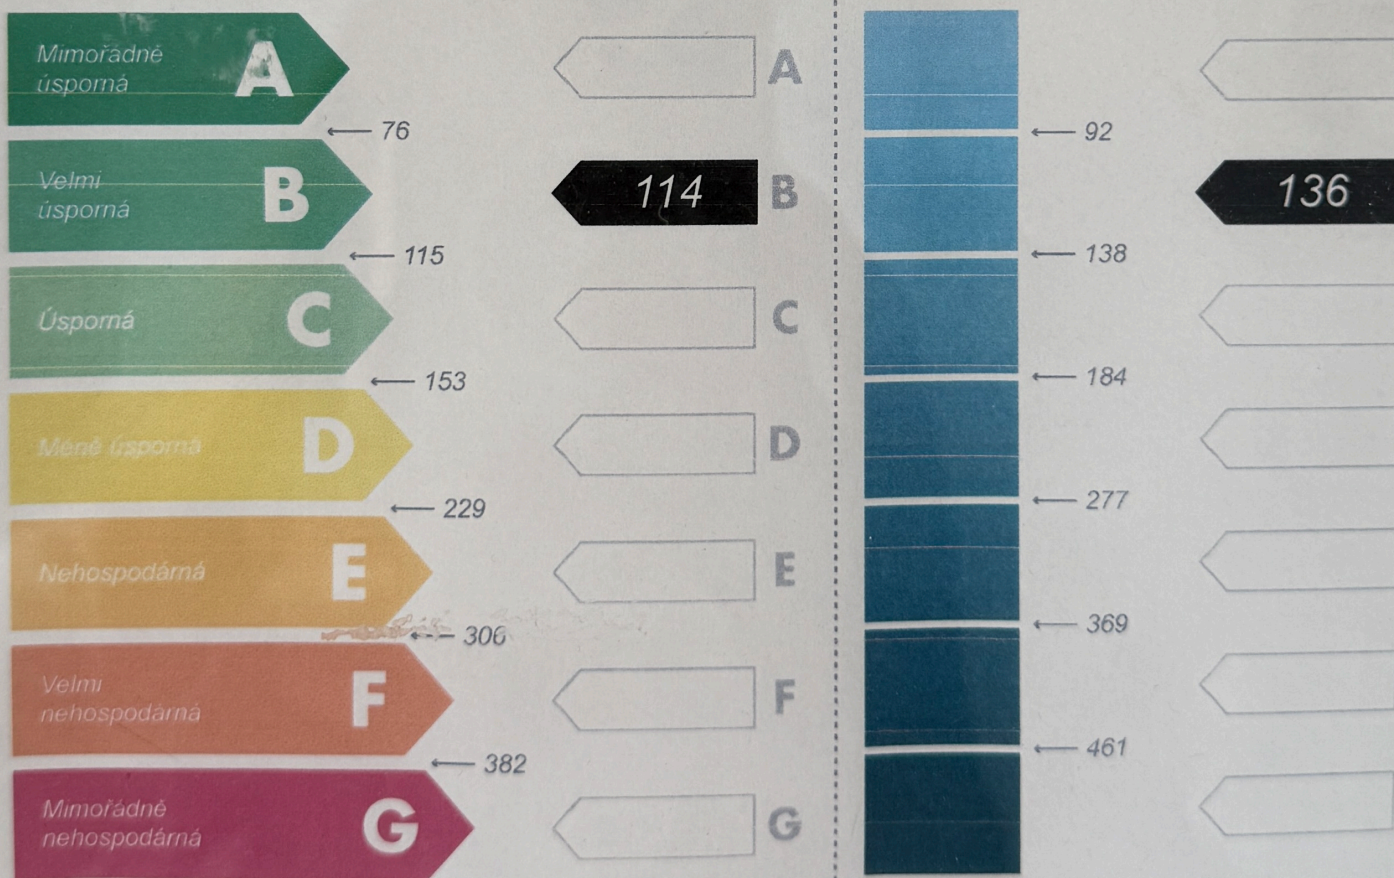 Mimořádně
úsporná
A
A
76
92
Velmi
úsporná
B
114
B
136
115
138
Úsporná
C
C
153
184
Méně úsporná
D
D
229
277
Nehospodárná
E
E
306
369
Velmi
nehospodárná
F
F
382
461
Mimořádně
nehospodárná
G
G